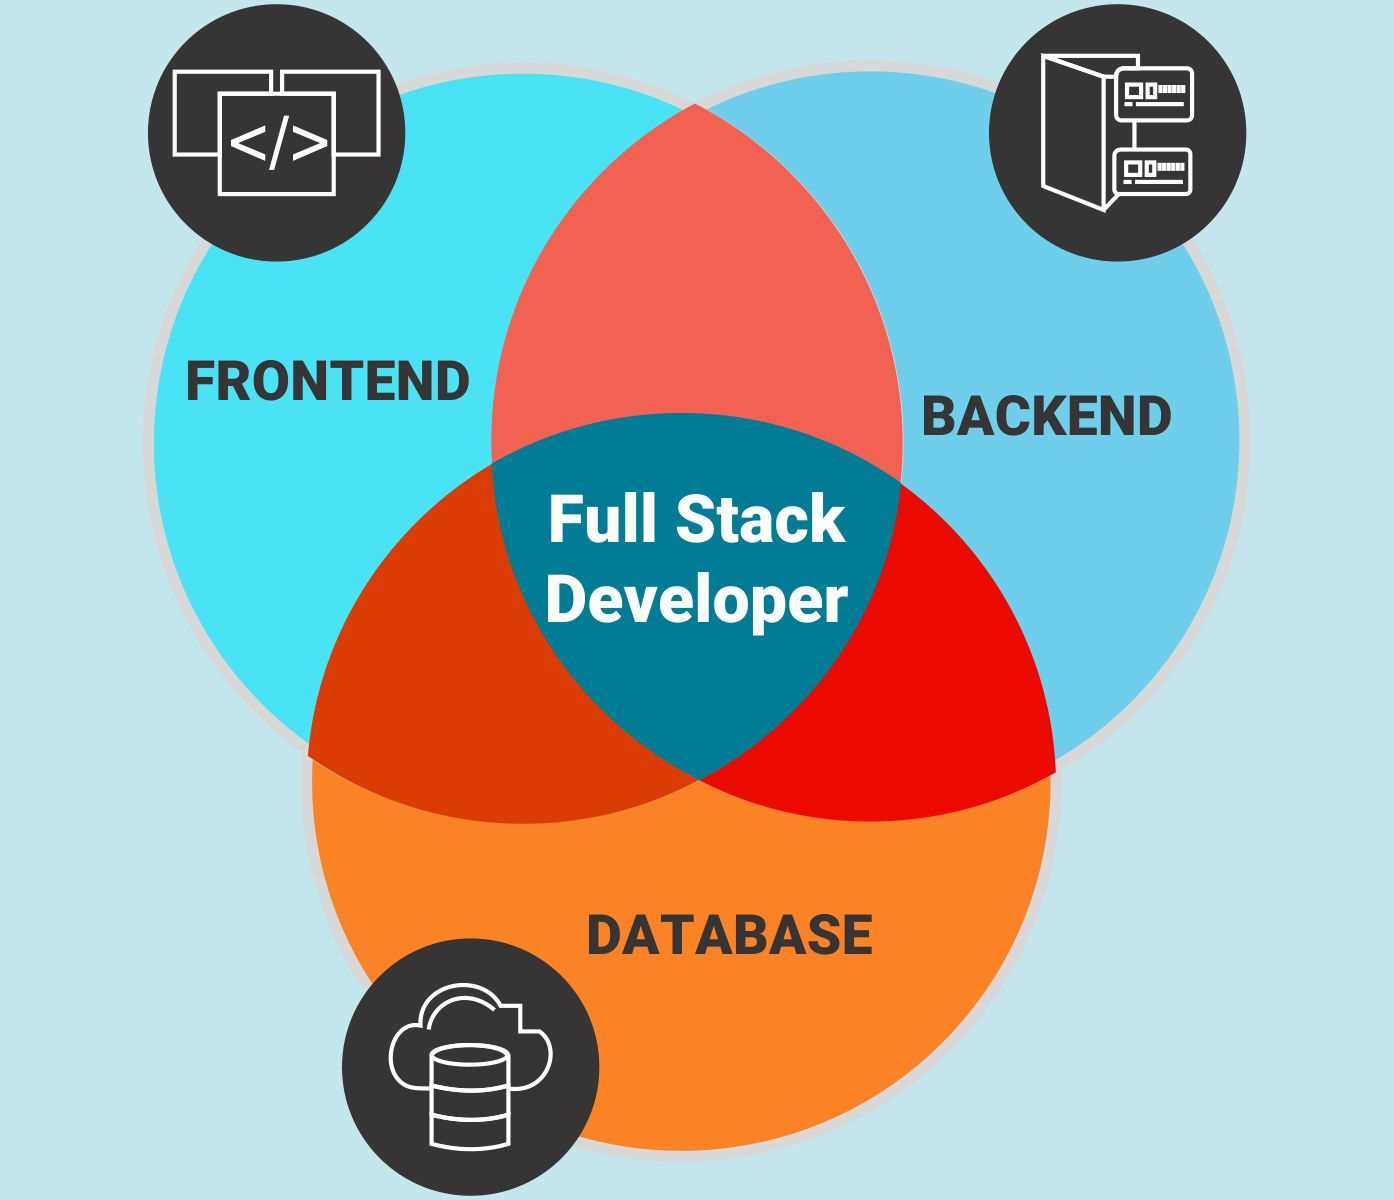 </>
FRONTEND
BACKEND
Full Stack
Developer
DATABASE